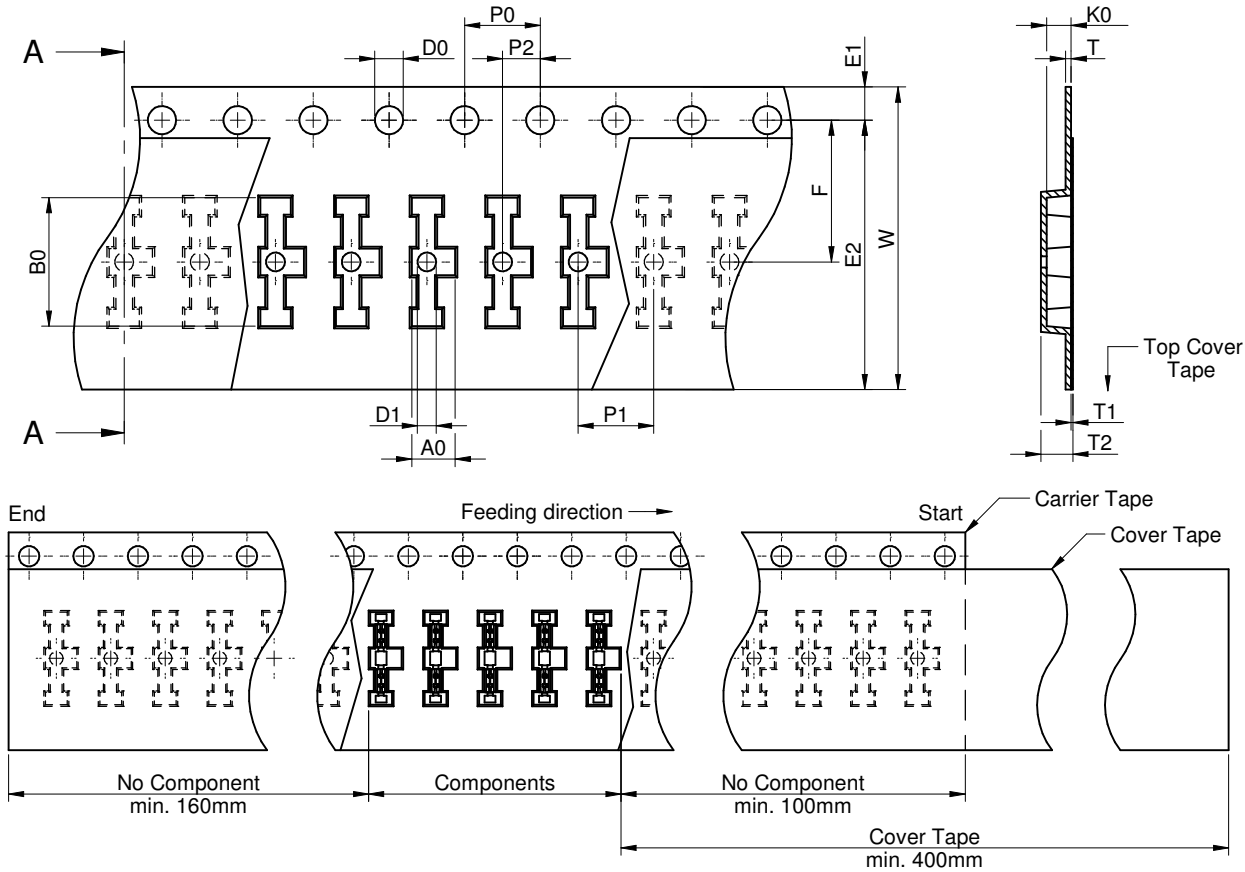 A
P0
D0
P2
K0
T
E1
B0
F
E2
W
D1
A0
P1
A
Top Cover
Tape
T1
T2
End
Feeding direction
Start
Carrier Tape
Cover Tape
No Component
min. 160mm
Components
No Component
min. 100mm
Cover Tape
min. 400mm